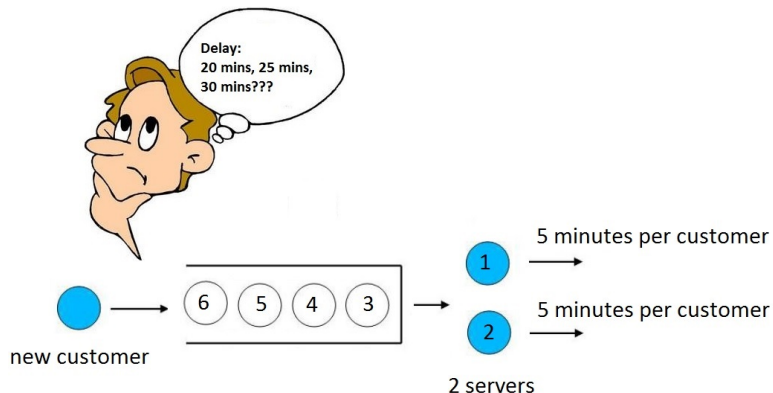 Delay:
20 mins, 25 mins,
30 mins???
5 minutes per customer
1
6 5 4 3
5 minutes per customer
2
new customer
2 servers